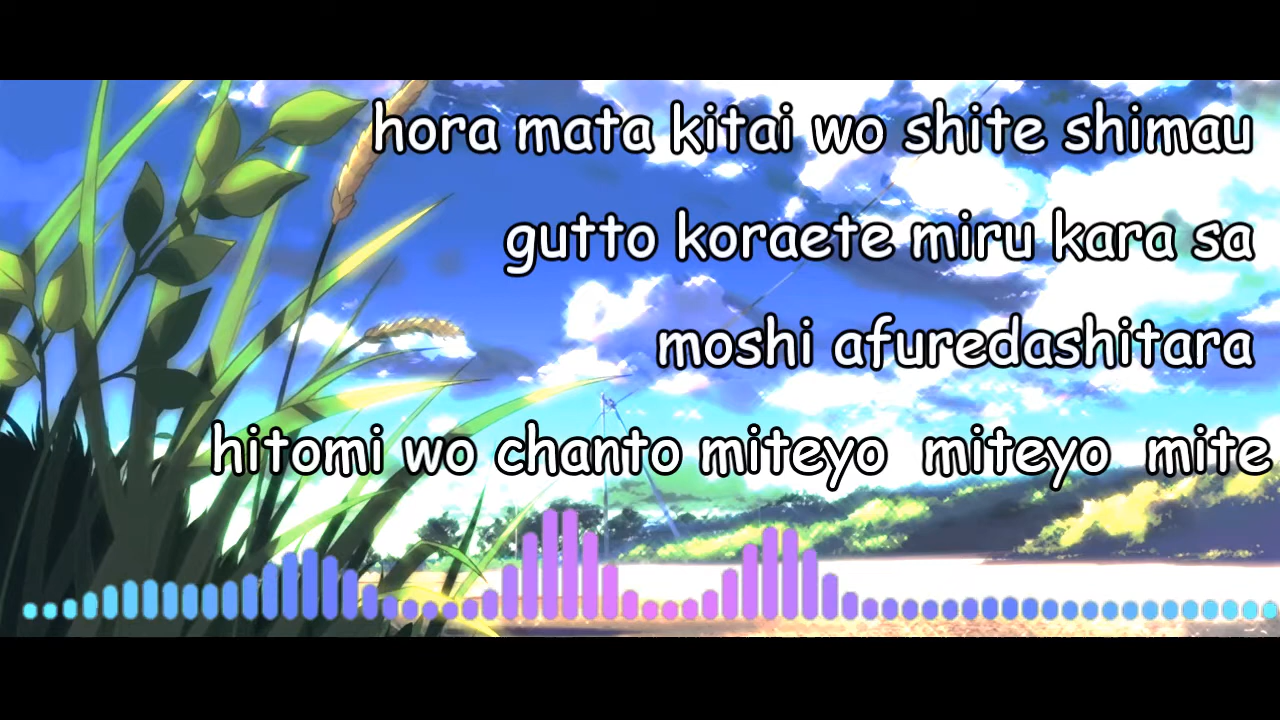 hora mata kitai wo shite shimau
gutto koraete miru kara sa
moshi afuredashitara
hitomi wo chanto miteyo miteyo mite